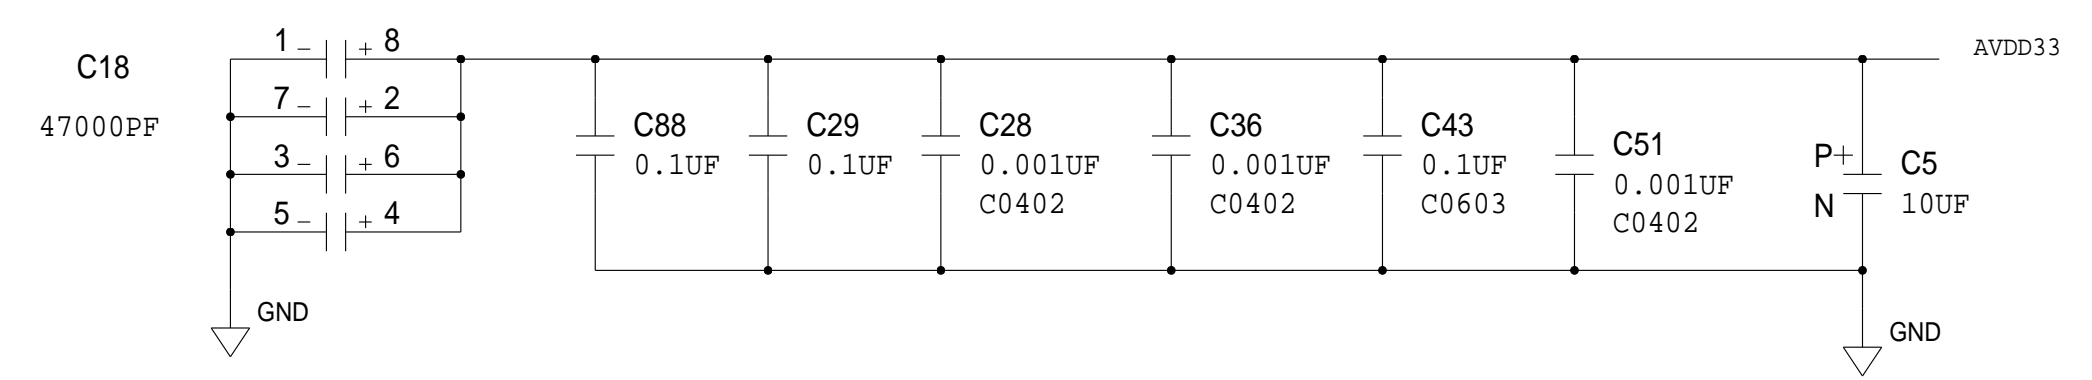 C18
47000PF
1 - + 8
7 - + 2
3 - + 6
5 - + 4
GND
C88
0.1UF
C29
0.1UF
C28
0.001UF
C0402
C36
0.001UF
C0402
C43
0.1UF
C0603
C51
0.001UF
C0402
P+
N
C5
10UF
AVDD33
GND